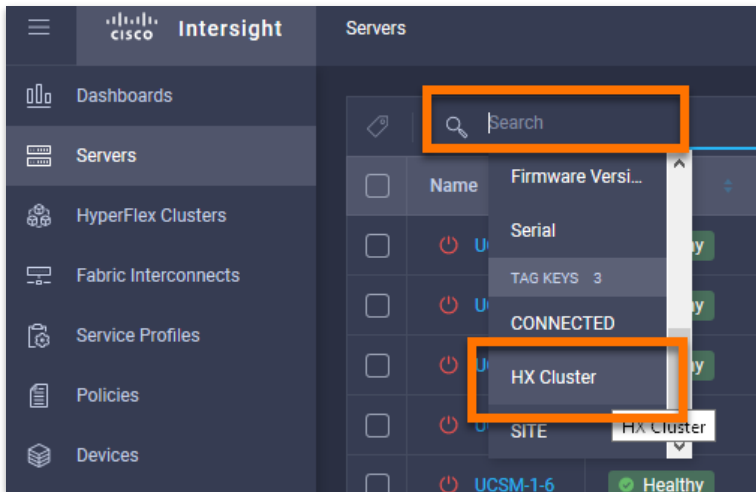 cisco Intersight
Servers
Dashboards
Servers
HyperFlex Clusters
Fabric Interconnects
Service Profiles
Policies
Devices
Search
Name
Firmware Versi...
Serial
TAG KEYS 3
CONNECTED
HX Cluster
SITE
HX Cluster
UCSM-1-6
Healthy